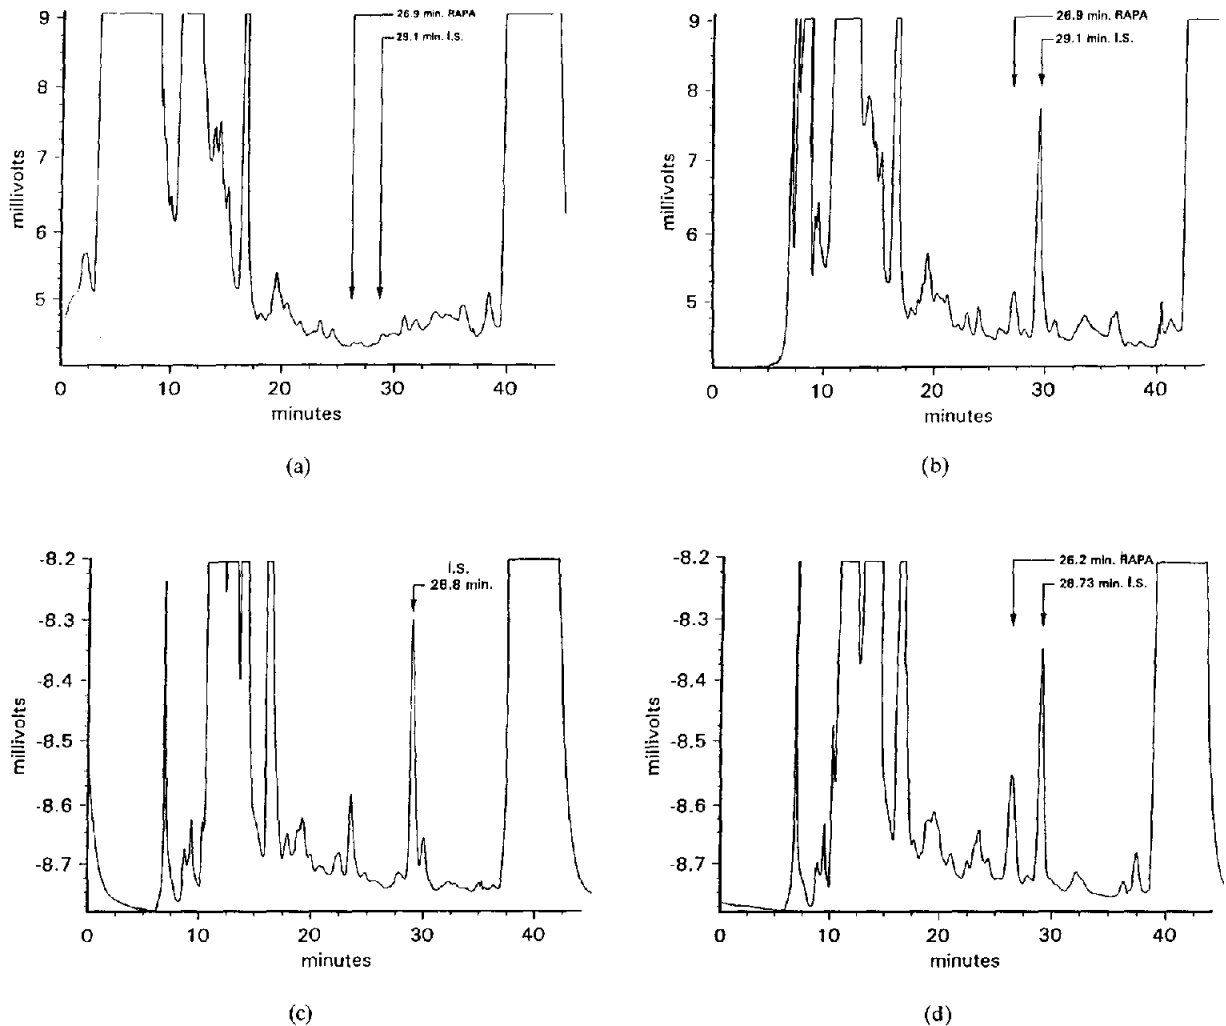 9
8
7
6
5
millivolts
26.9 min. RAPA
29.1 min. I.S.
0 10 20 30 40
minutes
(a)
9
8
7
6
5
millivolts
26.9 min. RAPA
29.1 min. I.S.
0 10 20 30 40
minutes
(b)
-8.2
-8.3
-8.4
-8.5
-8.6
-8.7
millivolts
I.S.
28.8 min.
0 10 20 30 40
minutes
(c)
-8.2
-8.3
-8.4
-8.5
-8.6
-8.7
millivolts
26.2 min. RAPA
28.73 min. I.S.
0 10 20 30 40
minutes
(d)